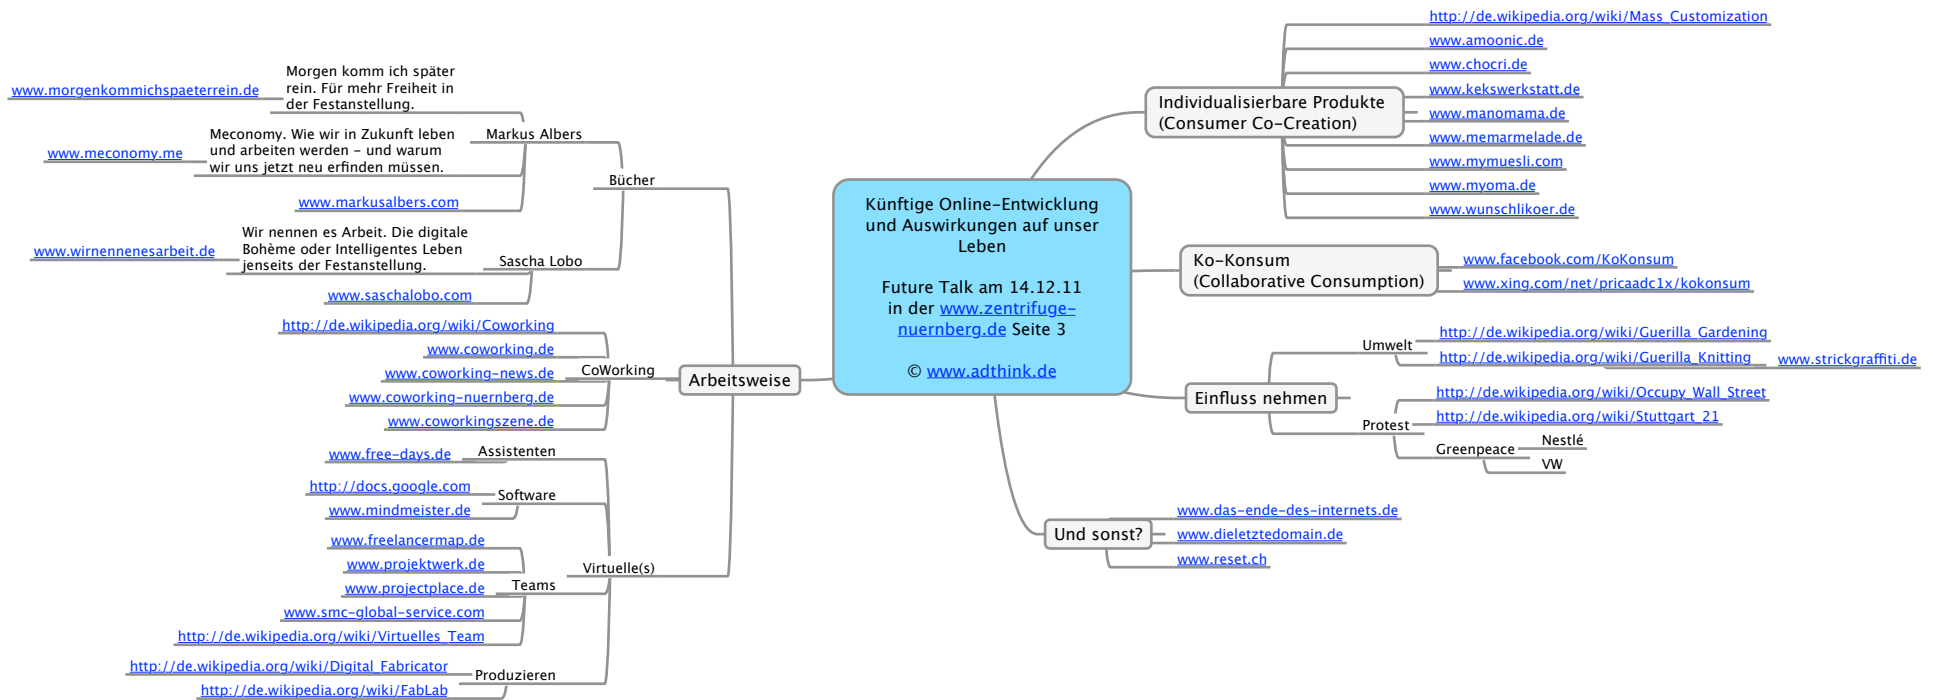 Künftige Online-Entwicklung
und Auswirkungen auf unser
Leben
Future Talk am 14.12.11
in der www.zentrifuge-
nuernberg.de Seite 3
© www.adthink.de
Individualisierbare Produkte
(Consumer Co-Creation)
http://de.wikipedia.org/wiki/Mass_Customization
www.amoonic.de
www.chocri.de
www.kekswerkstatt.de
www.manomama.de
www.memarmelade.de
www.mymuesli.com
www.myoma.de
www.wunschlikoer.de
Ko-Konsum
(Collaborative Consumption)
www.facebook.com/KoKonsum
www.xing.com/net/pricaadc1x/kokonsum
Einfluss nehmen
Umwelt
http://de.wikipedia.org/wiki/Guerilla_Gardening
http://de.wikipedia.org/wiki/Guerilla_Knitting
www.strickgraffiti.de
Protest
http://de.wikipedia.org/wiki/Occupy_Wall_Street
http://de.wikipedia.org/wiki/Stuttgart_21
Greenpeace
Nestlé
VW
Und sonst?
www.das-ende-des-internets.de
www.dieletztedomain.de
www.reset.ch
Arbeitsweise
Bücher
Markus Albers
Morgen komm ich später
rein. Für mehr Freiheit in
der Festanstellung.
www.morgenkommichspaeterrein.de
Meconomy. Wie wir in Zukunft leben
und arbeiten werden – und warum
wir uns jetzt neu erfinden müssen.
www.meconomy.me
www.markusalbers.com
Sascha Lobo
Wir nennen es Arbeit. Die digitale
Bohème oder Intelligentes Leben
jenseits der Festanstellung.
www.wirnennenesarbeit.de
www.saschalobo.com
CoWorking
http://de.wikipedia.org/wiki/Coworking
www.coworking.de
www.coworking-news.de
www.coworking-nuernberg.de
www.coworkingszene.de
Virtuelle(s)
Assistenten
www.free-days.de
Software
http://docs.google.com
www.mindmeister.de
Teams
www.freelancermap.de
www.projektwerk.de
www.projectplace.de
www.smc-global-service.com
http://de.wikipedia.org/wiki/Virtuelles_Team
Produzieren
http://de.wikipedia.org/wiki/Digital_Fabricator
http://de.wikipedia.org/wiki/FabLab